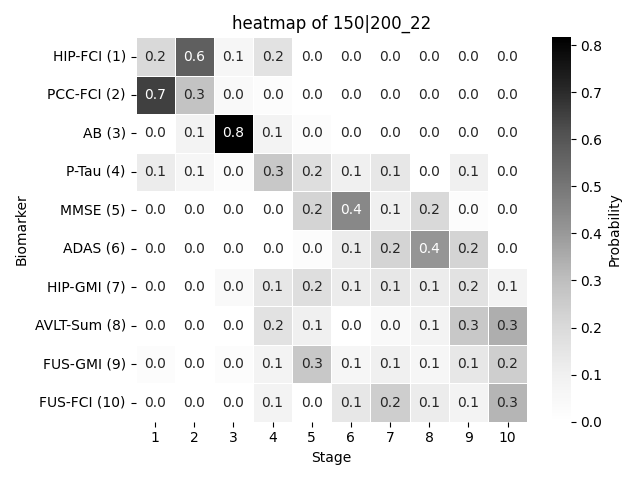 heatmap of 150|200_22
HIP-FCI (1) 0.2 0.6 0.1 0.2 0.0 0.0 0.0 0.0 0.0 0.0
PCC-FCI (2) 0.7 0.3 0.0 0.0 0.0 0.0 0.0 0.0 0.0 0.0
AB (3) 0.0 0.1 0.8 0.1 0.0 0.0 0.0 0.0 0.0 0.0
P-Tau (4) 0.1 0.1 0.0 0.3 0.2 0.1 0.1 0.0 0.1 0.0
MMSE (5) 0.0 0.0 0.0 0.0 0.2 0.4 0.1 0.2 0.0 0.0
ADAS (6) 0.0 0.0 0.0 0.0 0.0 0.1 0.2 0.4 0.2 0.0
HIP-GMI (7) 0.0 0.0 0.0 0.1 0.2 0.1 0.1 0.1 0.2 0.1
AVLT-Sum (8) 0.0 0.0 0.0 0.2 0.1 0.0 0.0 0.1 0.3 0.3
FUS-GMI (9) 0.0 0.0 0.0 0.1 0.3 0.1 0.1 0.1 0.1 0.2
FUS-FCI (10) 0.0 0.0 0.0 0.1 0.0 0.1 0.2 0.1 0.1 0.3
1 2 3 4 5 6 7 8 9 10
Stage
Biomarker
0.8
0.7
0.6
0.5
0.4
0.3
0.2
0.1
0.0
Probability